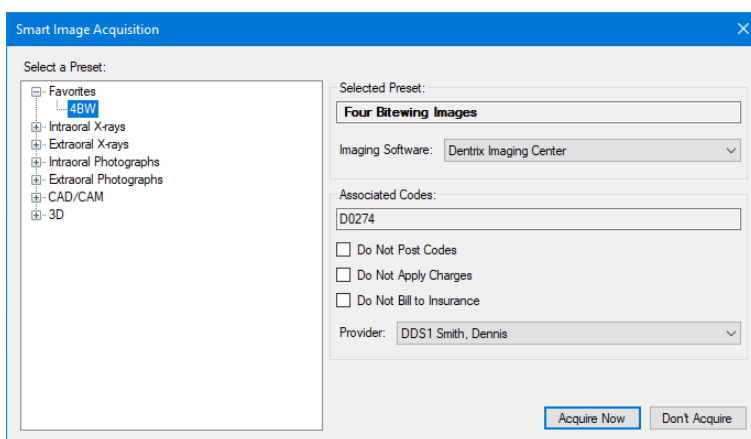 Smart Image Acquisition
Select a Preset:
Favorites
4BW
Intraoral X-rays
Extraoral X-rays
Intraoral Photographs
Extraoral Photographs
CAD/CAM
3D
Selected Preset:
Four Bitewing Images
Imaging Software: Dentrix Imaging Center
Associated Codes:
D0274
Do Not Post Codes
Do Not Apply Charges
Do Not Bill to Insurance
Provider: DDS1 Smith, Dennis
Acquire Now Don't Acquire